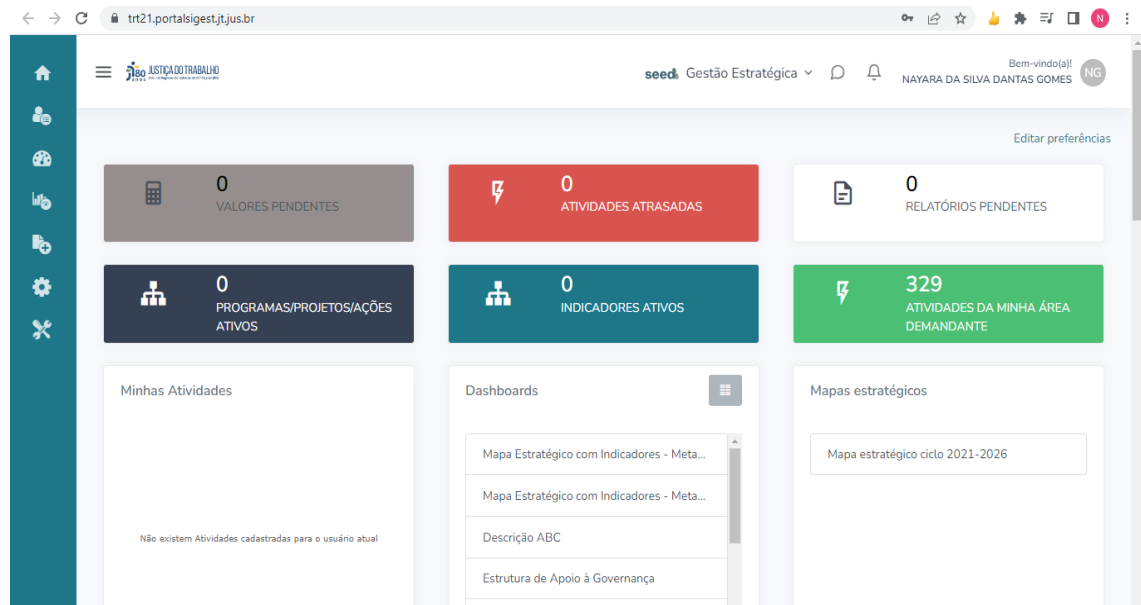 trt21.portalsigest.jt.jus.br
N
80 JUSTIÇA DO TRABALHO
ANOS
seed Gestão Estratégica
Bem-vindo(a)!
NAYARA DA SILVA DANTAS GOMES
NG
Editar preferências
0
VALORES PENDENTES
0
ATIVIDADES ATRASADAS
0
RELATÓRIOS PENDENTES
0
PROGRAMAS/PROJETOS/AÇÕES
ATIVOS
0
INDICADORES ATIVOS
329
ATIVIDADES DA MINHA ÁREA
DEMANDANTE
Minhas Atividades
Não existem Atividades cadastradas para o usuário atual
Dashboards
Mapa Estratégico com Indicadores - Meta...
Mapa Estratégico com Indicadores - Meta...
Descrição ABC
Estrutura de Apoio à Governança
Mapas estratégicos
Mapa estratégico ciclo 2021-2026